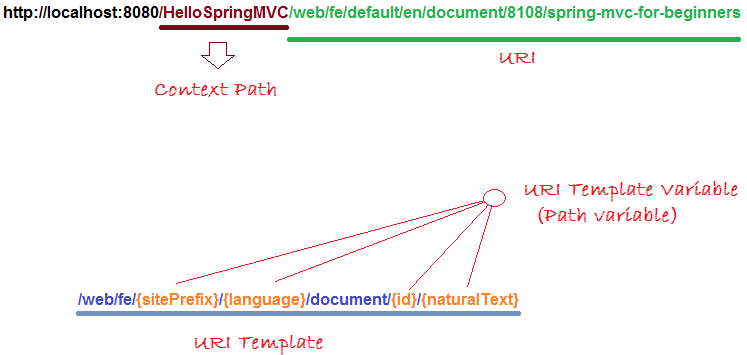 http://localhost:8080/HelloSpringMVC/web/fe/default/en/document/8108/spring-mvc-for-beginners
URI
Context Path
URI Template Variable
(Path variable)
/web/fe/{sitePrefix}/{language}/document/{id}/{naturalText}
URI Template